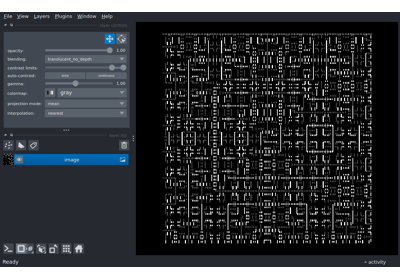 File View Layers Plugins Window Help
layer controls
opacity: 1.00
blending: translucent_no_depth
contrast limits:
auto-contrast: once continuous
gamma: 1.00
colormap: gray
projection mode: mean
interpolation: nearest
layer list
image
Ready
activity